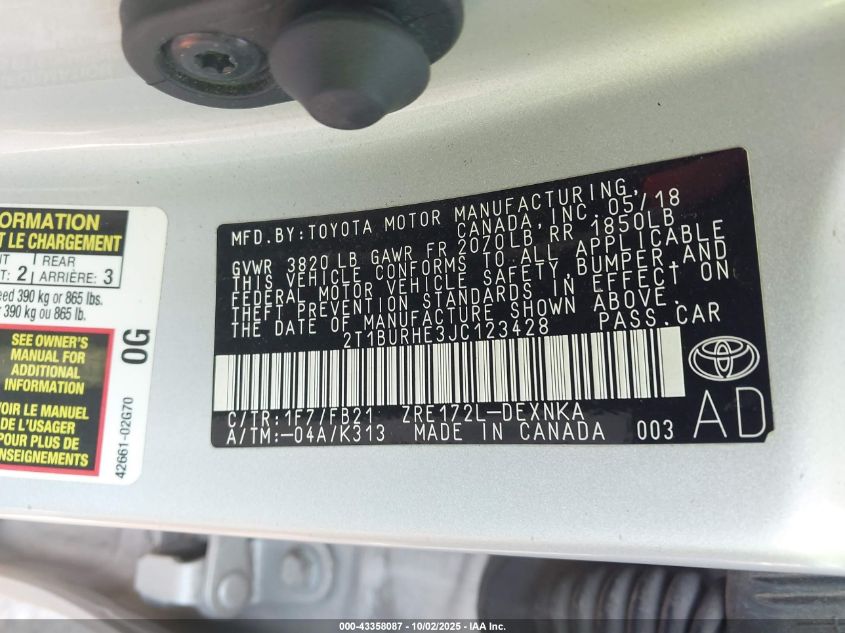 ORMATION
T LE CHARGEMENT
NT REAR
T: 2 ARRIÈRE: 3
eed 390 kg or 865 lbs.
390 kg ou 865 lb.
SEE OWNER'S
MANUAL FOR
ADDITIONAL
INFORMATION
VOIR LE MANUEL
DE L'USAGER
POUR PLUS DE
RENSEIGNEMENTS
0G
42661-02G70
MFD.BY:TOYOTA MOTOR MANUFACTURING,
CANADA, INC. 05/18
GVWR 3820LB GAWR FR 2070LB RR 1850LB
THIS VEHICLE CONFORMS TO ALL APPLICABLE
FEDERAL MOTOR VEHICLE SAFETY,BUMPER,AND
THEFT PREVENTION STANDARDS IN EFFECT ON
THE DATE OF MANUFACTURE SHOWN ABOVE.
2T1BURHE3JC123428 PASS.CAR
C/TR:1F7/FB21 ZRE172L-DEXNKA
A/TM:-04A/K313 MADE IN CANADA 003
AD
000-43358087 - 10/02/2025 - IAA, Inc.